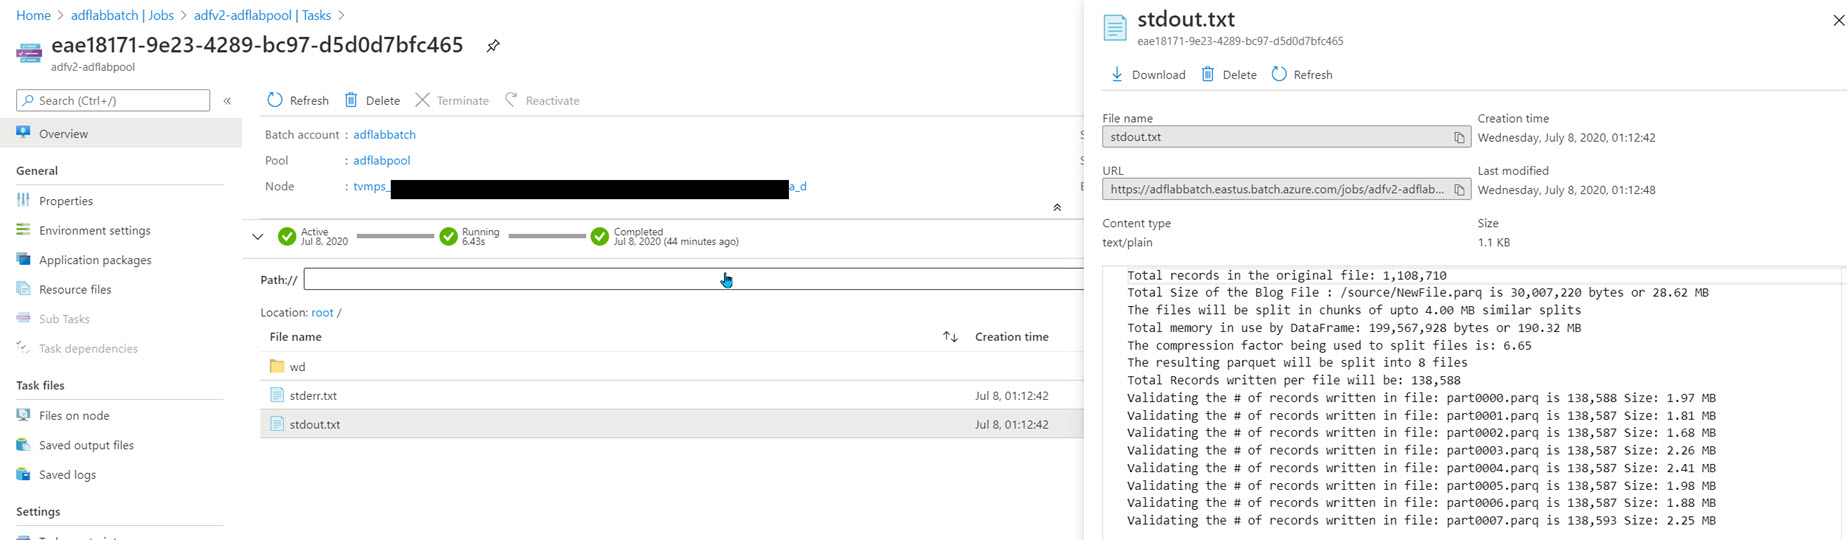 Home > adflabbatch | Jobs > adfv2-adflabpool | Tasks >
eae18171-9e23-4289-bc97-d5d0d7bfc465
adfv2-adflabpool
Search (Ctrl+/)
«
Overview
General
Properties
Environment settings
Application packages
Resource files
Sub Tasks
Task dependencies
Task files
Files on node
Saved output files
Saved logs
Settings
Refresh Delete Terminate Reactivate
Batch account : adflabbatch
Pool : adflabpool
Node : tvmps_ a_d
Active
Jul 8, 2020
Running
6.43s
Completed
Jul 8, 2020 (44 minutes ago)
Path://
Location: root /
File name Creation time
wd
stderr.txt Jul 8, 01:12:42
stdout.txt Jul 8, 01:12:42
stdout.txt
eae18171-9e23-4289-bc97-d5d0d7bfc465
Download Delete Refresh
File name Creation time
stdout.txt Wednesday, July 8, 2020, 01:12:42
URL Last modified
https://adflabbatch.eastus.batch.azure.com/jobs/adfv2-adflab... Wednesday, July 8, 2020, 01:12:48
Content type Size
text/plain 1.1 KB
Total records in the original file: 1,108,710
Total Size of the Blog File : /source/NewFile.parq is 30,007,220 bytes or 28.62 MB
The files will be split in chunks of upto 4.00 MB similar splits
Total memory in use by DataFrame: 199,567,928 bytes or 190.32 MB
The compression factor being used to split files is: 6.65
The resulting parquet will be split into 8 files
Total Records written per file will be: 138,588
Validating the # of records written in file: part0000.parq is 138,588 Size: 1.97 MB
Validating the # of records written in file: part0001.parq is 138,587 Size: 1.81 MB
Validating the # of records written in file: part0002.parq is 138,587 Size: 1.68 MB
Validating the # of records written in file: part0003.parq is 138,587 Size: 2.26 MB
Validating the # of records written in file: part0004.parq is 138,587 Size: 2.41 MB
Validating the # of records written in file: part0005.parq is 138,587 Size: 1.98 MB
Validating the # of records written in file: part0006.parq is 138,587 Size: 1.88 MB
Validating the # of records written in file: part0007.parq is 138,593 Size: 2.25 MB